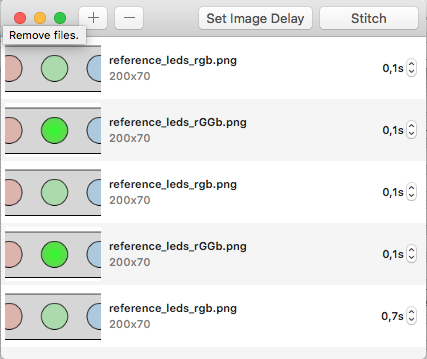 Set Image Delay
Stitch
Remove files.
reference_leds_rgb.png
200x70
0,1s
reference_leds_rGGb.png
200x70
0,1s
reference_leds_rgb.png
200x70
0,1s
reference_leds_rGGb.png
200x70
0,1s
reference_leds_rgb.png
200x70
0,7s